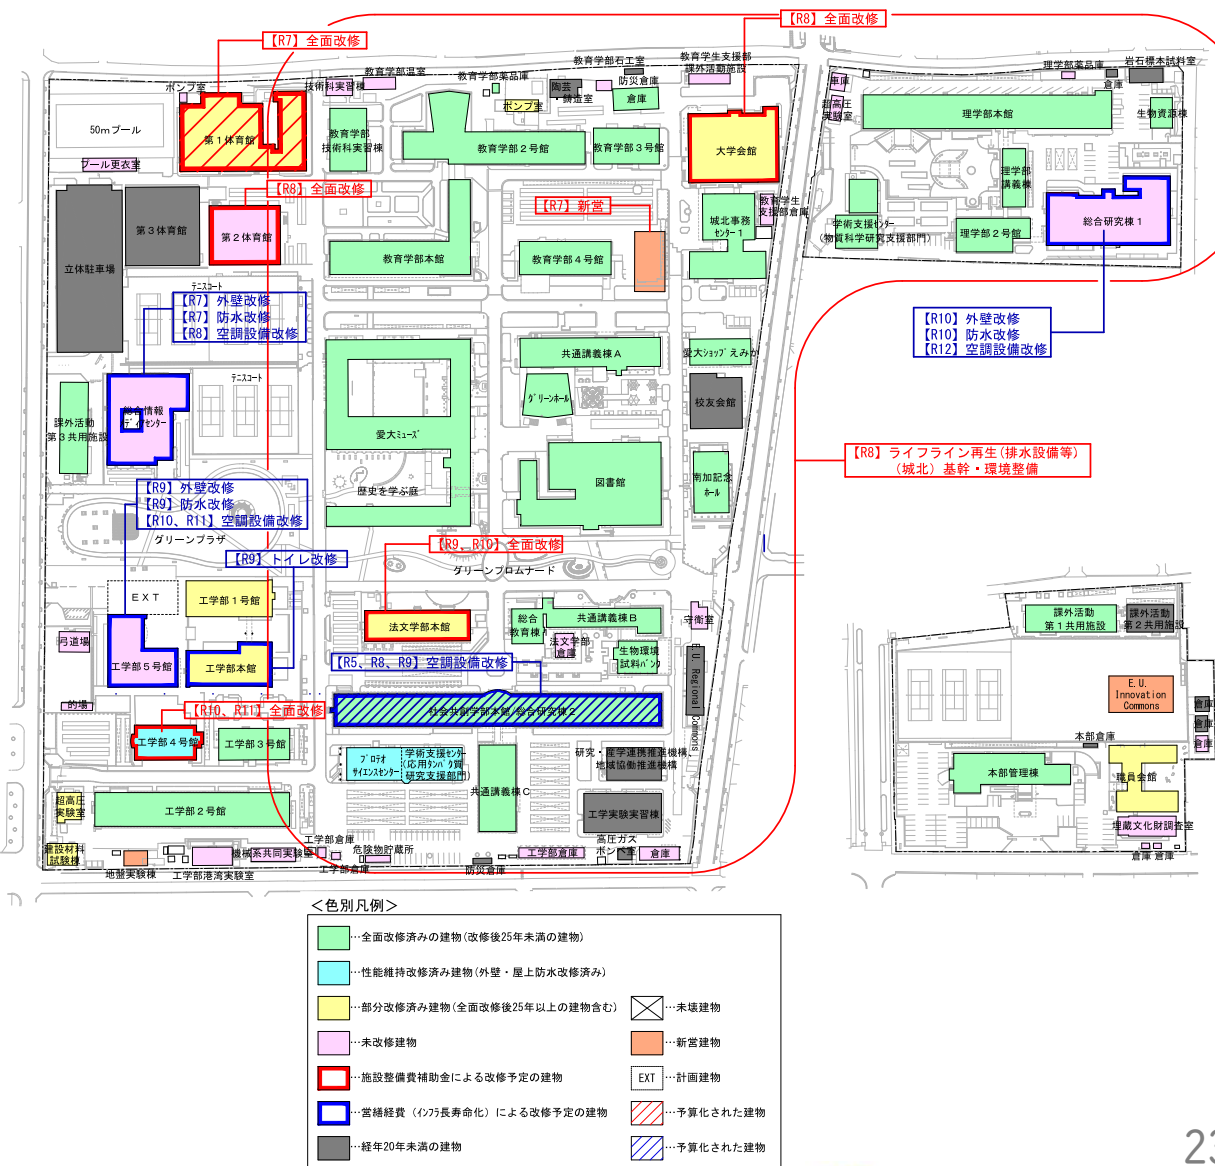 【R7】全面改修
【R8】全面改修
ポンプ室
技術科実習棟
教育学部温室
教育学部薬品庫
教育学部石工室
防災倉庫
教育学生支援部
課外活動施設
陶芸
・鋳造室
ポンプ室
倉庫
車庫
超高圧
実験室
理学部薬品庫
倉庫
岩石標本試料室
50mプール
第1体育館
プール更衣室
教育学部
技術科実習棟
教育学部2号館
教育学部3号館
大学会館
理学部本館
生物資源棟
理学部
講義棟
【R8】全面改修
【R7】新営
教育学生
支援部倉庫
第3体育館
第2体育館
立体駐車場
城北事務
センター1
学術支援センター
(物質科学研究支援部門)
理学部2号館
総合研究棟1
教育学部本館
教育学部4号館
テニスコート
【R7】外壁改修
【R7】防水改修
【R8】空調設備改修
【R10】外壁改修
【R10】防水改修
【R12】空調設備改修
共通講義棟A
愛大ショップえみか
テニスコート
グリーンホール
校友会館
総合情報
メディアセンター
課外活動
第3共用施設
愛大ミューズ
【R8】ライフライン再生(排水設備等)
(城北)基幹・環境整備
図書館
南加記念
ホール
歴史を学ぶ庭
【R9】外壁改修
【R9】防水改修
【R10、R11】空調設備改修
グリーンプラザ
【R9】トイレ改修
【R9、R10】全面改修
グリーンプロムナード
EXT
工学部1号館
法文学部本館
総合
教育棟1
共通講義棟B
守衛室
法文学部
倉庫
生物環境
試料バンク
弓道場
工学部5号館
工学部本館
【R5、R8、R9】空調設備改修
E.U. Regional Commons
的場
【R10、R11】全面改修
社会共創学部本館/総合研究棟2
工学部4号館
工学部3号館
プロテオ
サイエンスセンター
学術支援センター
(応用タンパク質
研究支援部門)
共通講義棟C
研究・産学連携推進機構
地域協働推進機構
超高圧
実験室
工学部2号館
工学実験実習棟
建設材料
試験棟
地盤実験棟
工学部港湾実験室
機械系共同実験室
工学部倉庫
工学部倉庫
危険物貯蔵所
防災倉庫
工学部倉庫
高圧ガス
ボンベ室
倉庫
課外活動
第1共用施設
課外活動
第2共用施設
E.U.
Innovation
Commons
倉庫
倉庫
倉庫
本部倉庫
本部管理棟
職員会館
埋蔵文化財調査室
倉庫 倉庫
<色別凡例>
…全面改修済みの建物(改修後25年未満の建物)
…性能維持改修済み建物(外壁・屋上防水改修済み)
…部分改修済み建物(全面改修後25年以上の建物含む)
…未改修建物
…施設整備費補助金による改修予定の建物
…営繕経費(インフラ長寿命化)による改修予定の建物
…経年20年未満の建物
…未壊建物
…新営建物
EXT …計画建物
…予算化された建物
…予算化された建物
23